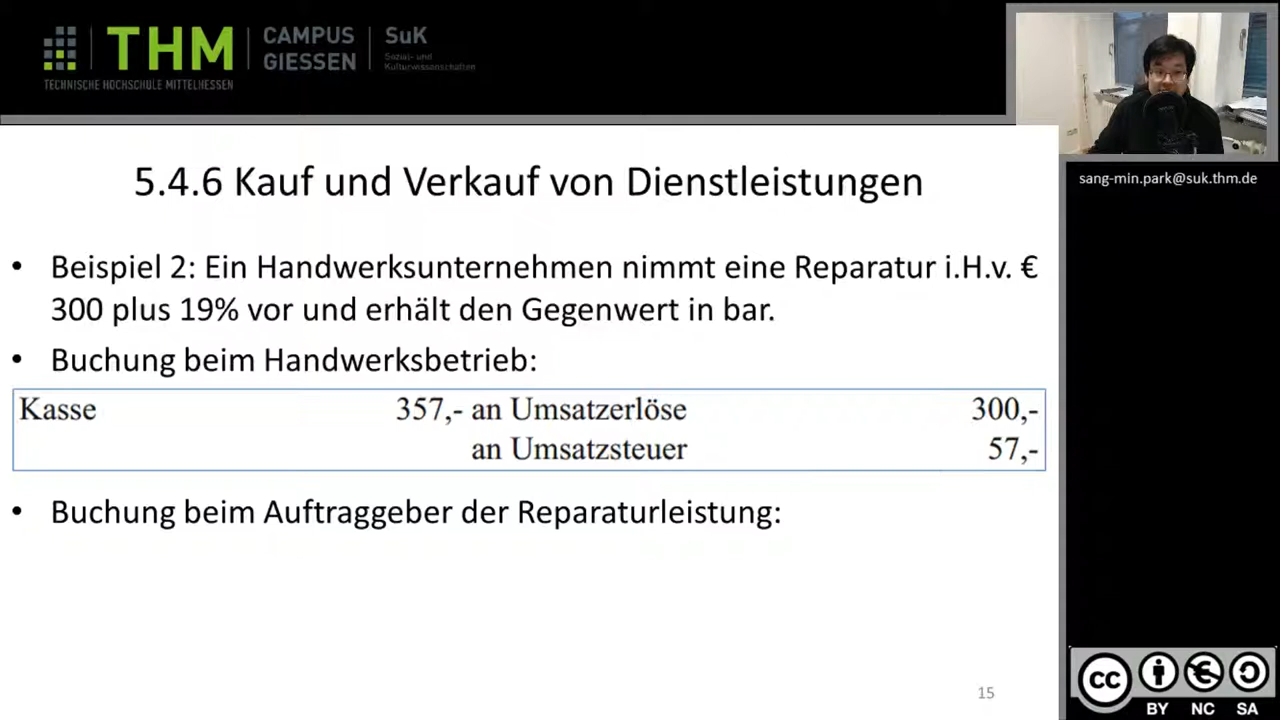 THM
CAMPUS
GIESSEN
SuK
Sozial- und
Kulturwissenschaften
TECHNISCHE HOCHSCHULE MITTELHESSEN
sang-min.park@suk.thm.de
5.4.6 Kauf und Verkauf von Dienstleistungen
• Beispiel 2: Ein Handwerksunternehmen nimmt eine Reparatur i.H.v. €
300 plus 19% vor und erhält den Gegenwert in bar.
• Buchung beim Handwerksbetrieb:
Kasse 357,- an Umsatzerlöse 300,-
an Umsatzsteuer 57,-
• Buchung beim Auftraggeber der Reparaturleistung:
15
CC
BY NC SA